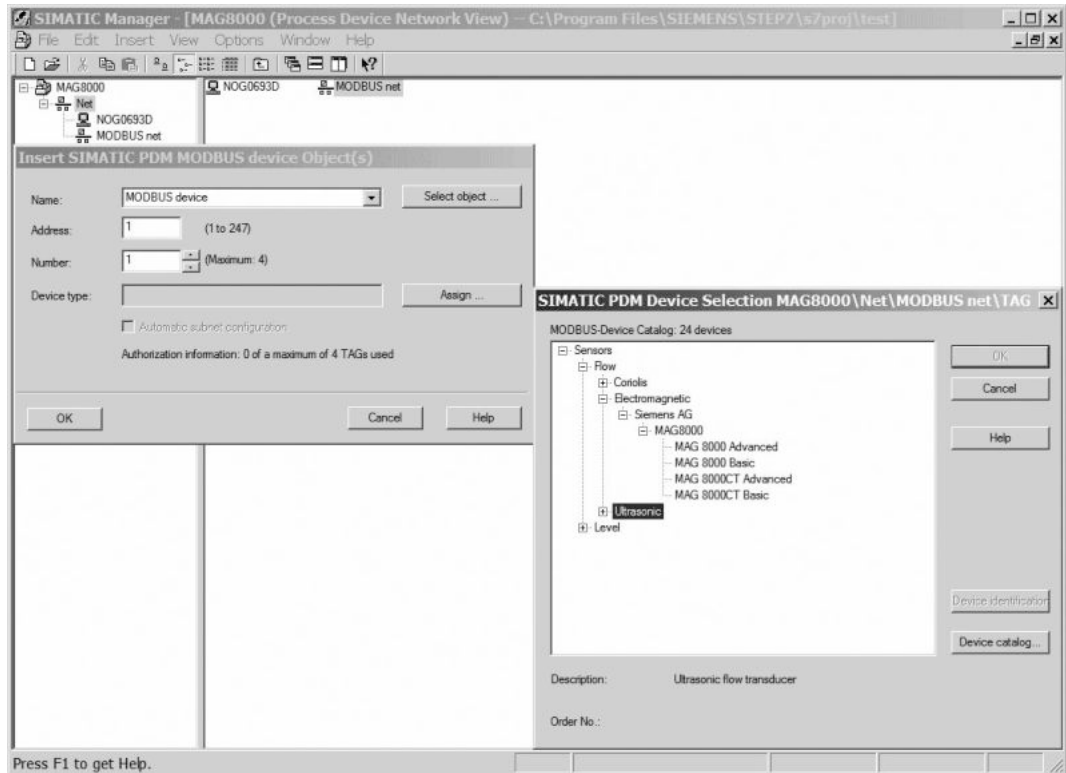 SIMATIC Manager - [MAG8000 (Process Device Network View) -- C:\Program Files\SIEMENS\STEP7\s7proj\test]
File Edit Insert View Options Window Help
MAG8000
Net
NOG0693D
MODBUS net
NOG0693D MODBUS net
Insert SIMATIC PDM MODBUS device Object(s)
Name: MODBUS device Select object ...
Address: 1 (1 to 247)
Number: 1 (Maximum: 4)
Device type: Assign ...
Automatic subnet configuration
Authorization information: 0 of a maximum of 4 TAGs used
OK Cancel Help
SIMATIC PDM Device Selection MAG8000\Net\MODBUS net\TAG
MODBUS-Device Catalog: 24 devices
Sensors
Flow
Coriolis
Electromagnetic
Siemens AG
MAG8000
MAG 8000 Advanced
MAG 8000 Basic
MAG 8000CT Advanced
MAG 8000CT Basic
Ultrasonic
Level
OK
Cancel
Help
Device identification
Device catalog...
Description: Ultrasonic flow transducer
Order No.:
Press F1 to get Help.